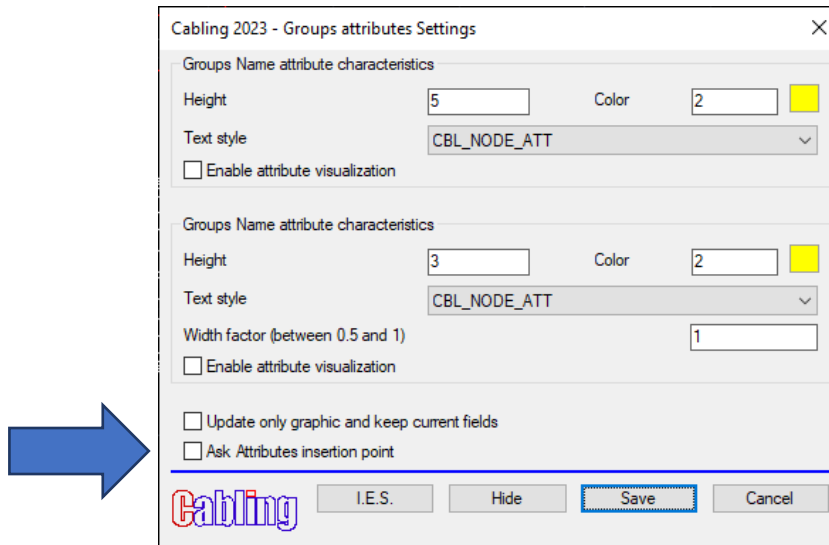 Cabling 2023 - Groups attributes Settings
Groups Name attribute characteristics
Height 5 Color 2
Text style CBL_NODE_ATT
Enable attribute visualization
Groups Name attribute characteristics
Height 3 Color 2
Text style CBL_NODE_ATT
Width factor (between 0.5 and 1) 1
Enable attribute visualization
Update only graphic and keep current fields
Ask Attributes insertion point
Cabling I.E.S. Hide Save Cancel